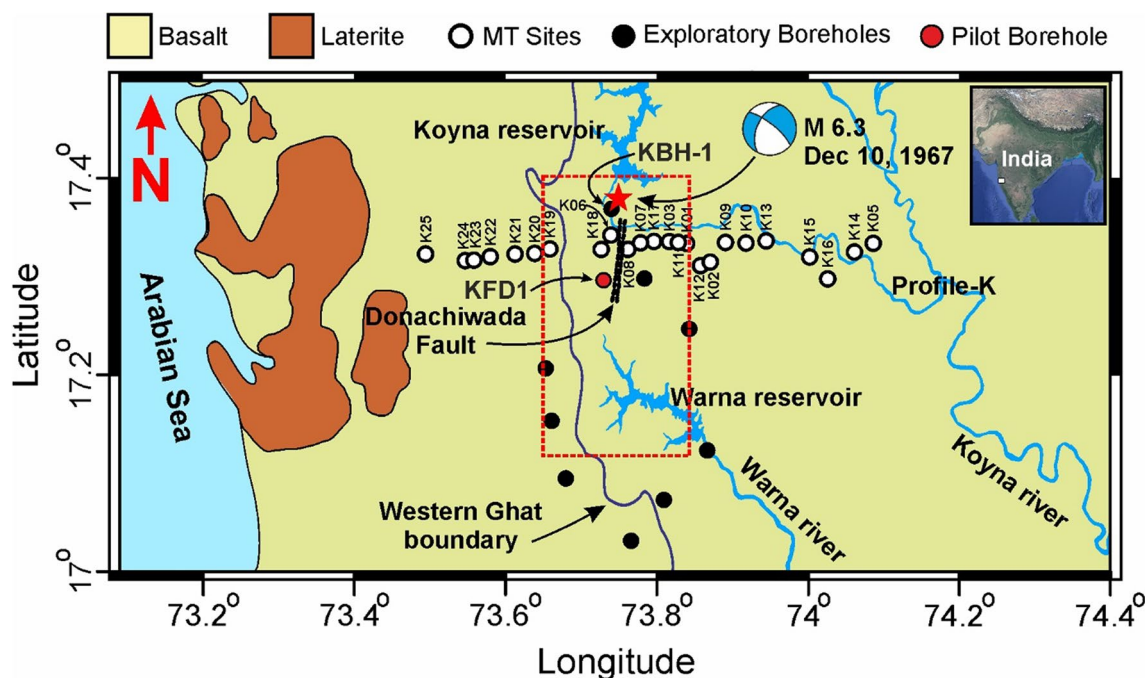 Basalt
Laterite
MT Sites
Exploratory Boreholes
Pilot Borehole
N
Koyna reservoir
KBH-1
M 6.3
Dec 10, 1967
India
K25
K24
K23
K22
K21
K20
K19
K18
K06
K08
K07
K17
K03
K11
K04
K12
K02
K09
K10
K13
K15
K16
K14
K05
Profile-K
KFD1
Donachiwada
Fault
Arabian Sea
Warna reservoir
Western Ghat
boundary
Warna river
Koyna river
Latitude
17.4°
17.2°
17°
73.2°
73.4°
73.6°
73.8°
74°
74.2°
74.4°
Longitude